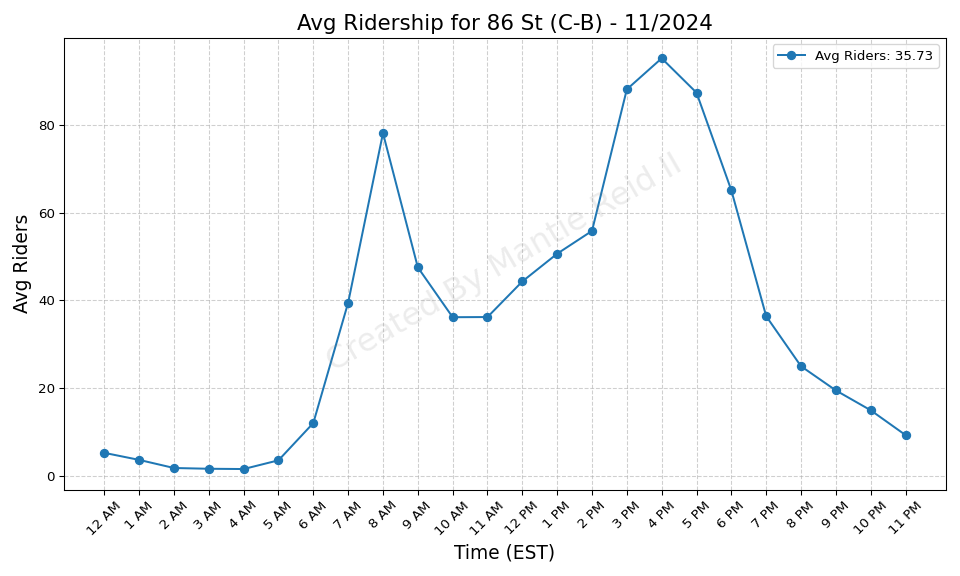 Avg Ridership for 86 St (C-B) - 11/2024
Avg Riders: 35.73
Avg Riders
80
60
40
20
0
Created By Mantie Reid II
12 AM
1 AM
2 AM
3 AM
4 AM
5 AM
6 AM
7 AM
8 AM
9 AM
10 AM
11 AM
12 PM
1 PM
2 PM
3 PM
4 PM
5 PM
6 PM
7 PM
8 PM
9 PM
10 PM
11 PM
Time (EST)